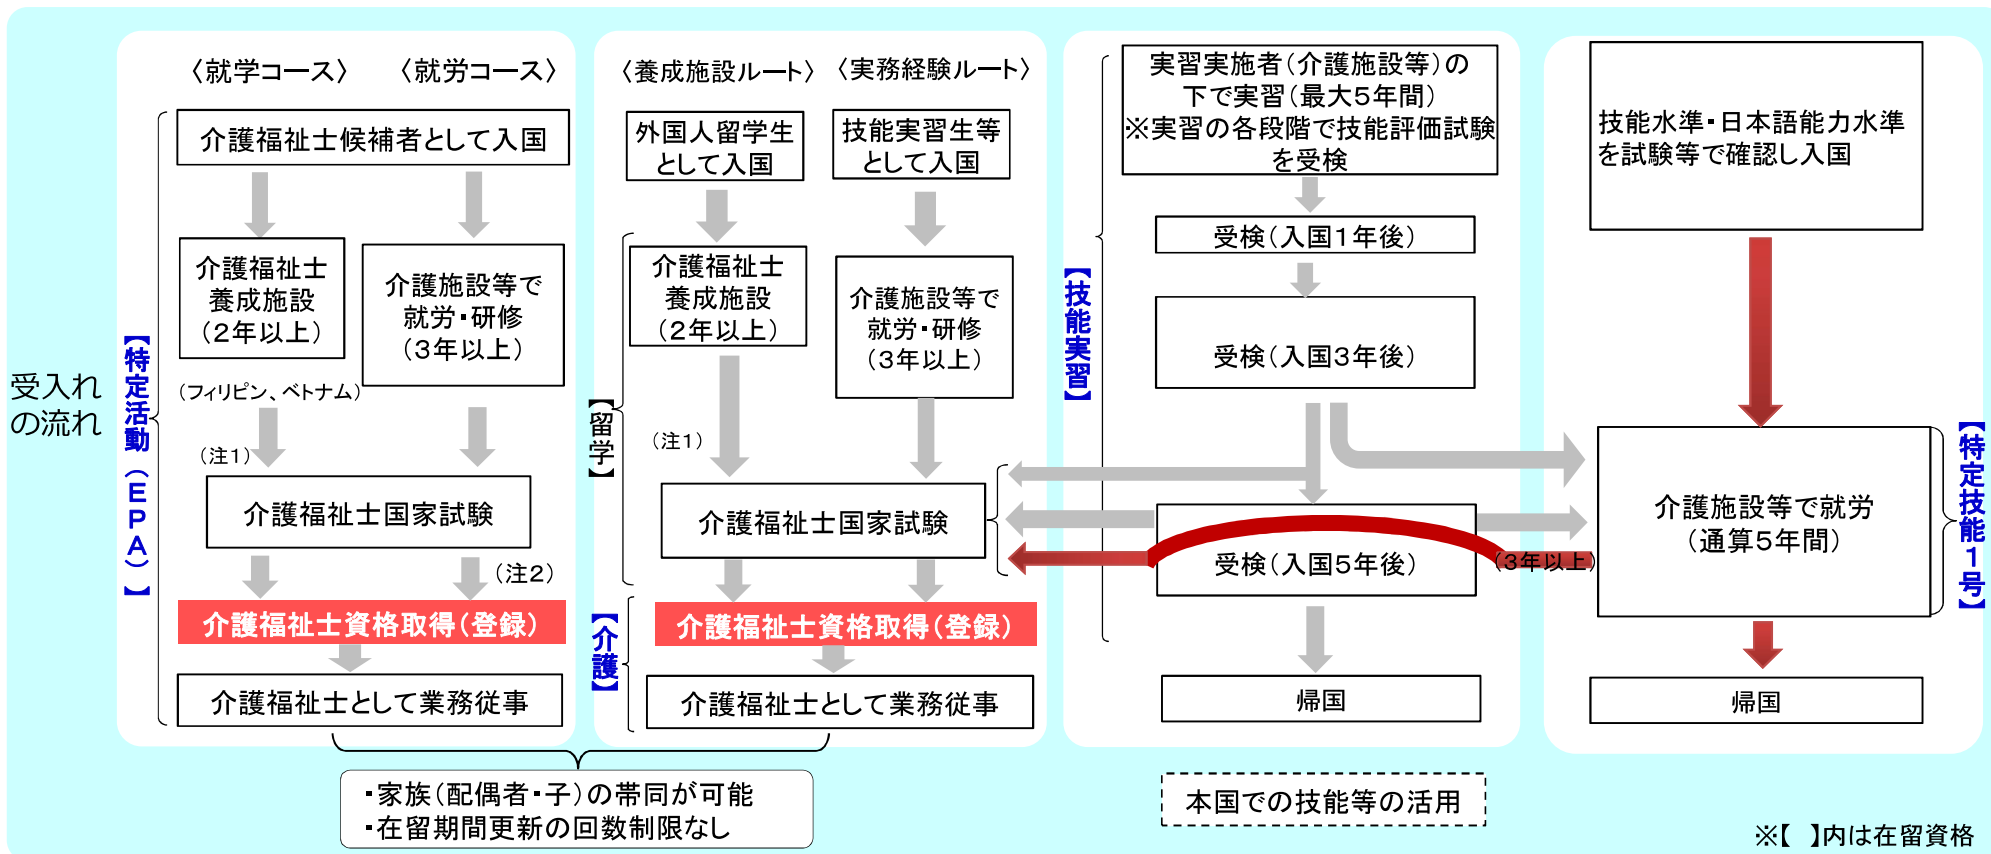 受入れ
の流れ
【特定活動(EPA)】
〈就学コース〉
〈就労コース〉
介護福祉士候補者として入国
介護福祉士
養成施設
(2年以上)
(フィリピン、ベトナム)
介護施設等で
就労・研修
(3年以上)
(注1)
介護福祉士国家試験
(注2)
介護福祉士資格取得(登録)
介護福祉士として業務従事
〈養成施設ルート〉
〈実務経験ルート〉
外国人留学生
として入国
技能実習生等
として入国
【留学】
介護福祉士
養成施設
(2年以上)
介護施設等で
就労・研修
(3年以上)
(注1)
介護福祉士国家試験
【介護】
介護福祉士資格取得(登録)
介護福祉士として業務従事
・家族(配偶者・子)の帯同が可能
・在留期間更新の回数制限なし
【技能実習】
実習実施者(介護施設等)の
下で実習(最大5年間)
※実習の各段階で技能評価試験
を受検
受検(入国1年後)
受検(入国3年後)
受検(入国5年後)
帰国
本国での技能等の活用
技能水準・日本語能力水準
を試験等で確認し入国
介護施設等で就労
(通算5年間)
(3年以上)
【特定技能1号】
帰国
※【 】内は在留資格